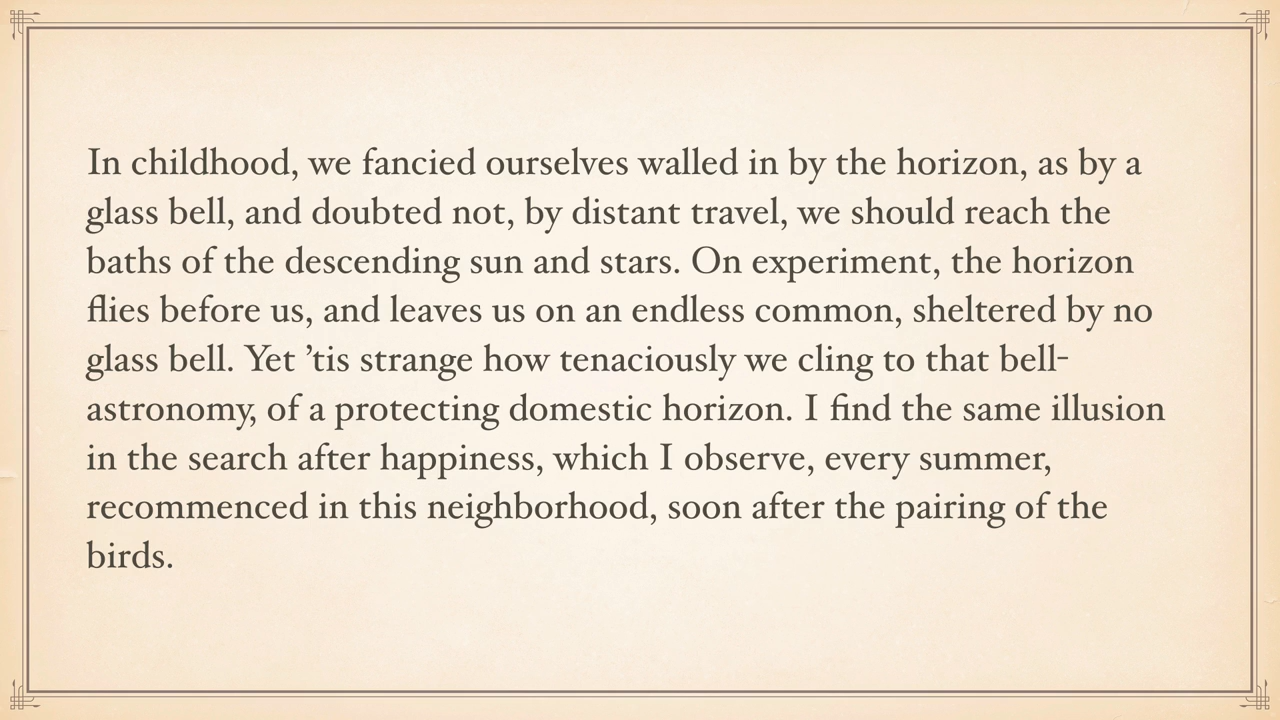 In childhood, we fancied ourselves walled in by the horizon, as by a
glass bell, and doubted not, by distant travel, we should reach the
baths of the descending sun and stars. On experiment, the horizon
flies before us, and leaves us on an endless common, sheltered by no
glass bell. Yet ’tis strange how tenaciously we cling to that bell-
astronomy, of a protecting domestic horizon. I find the same illusion
in the search after happiness, which I observe, every summer,
recommenced in this neighborhood, soon after the pairing of the
birds.